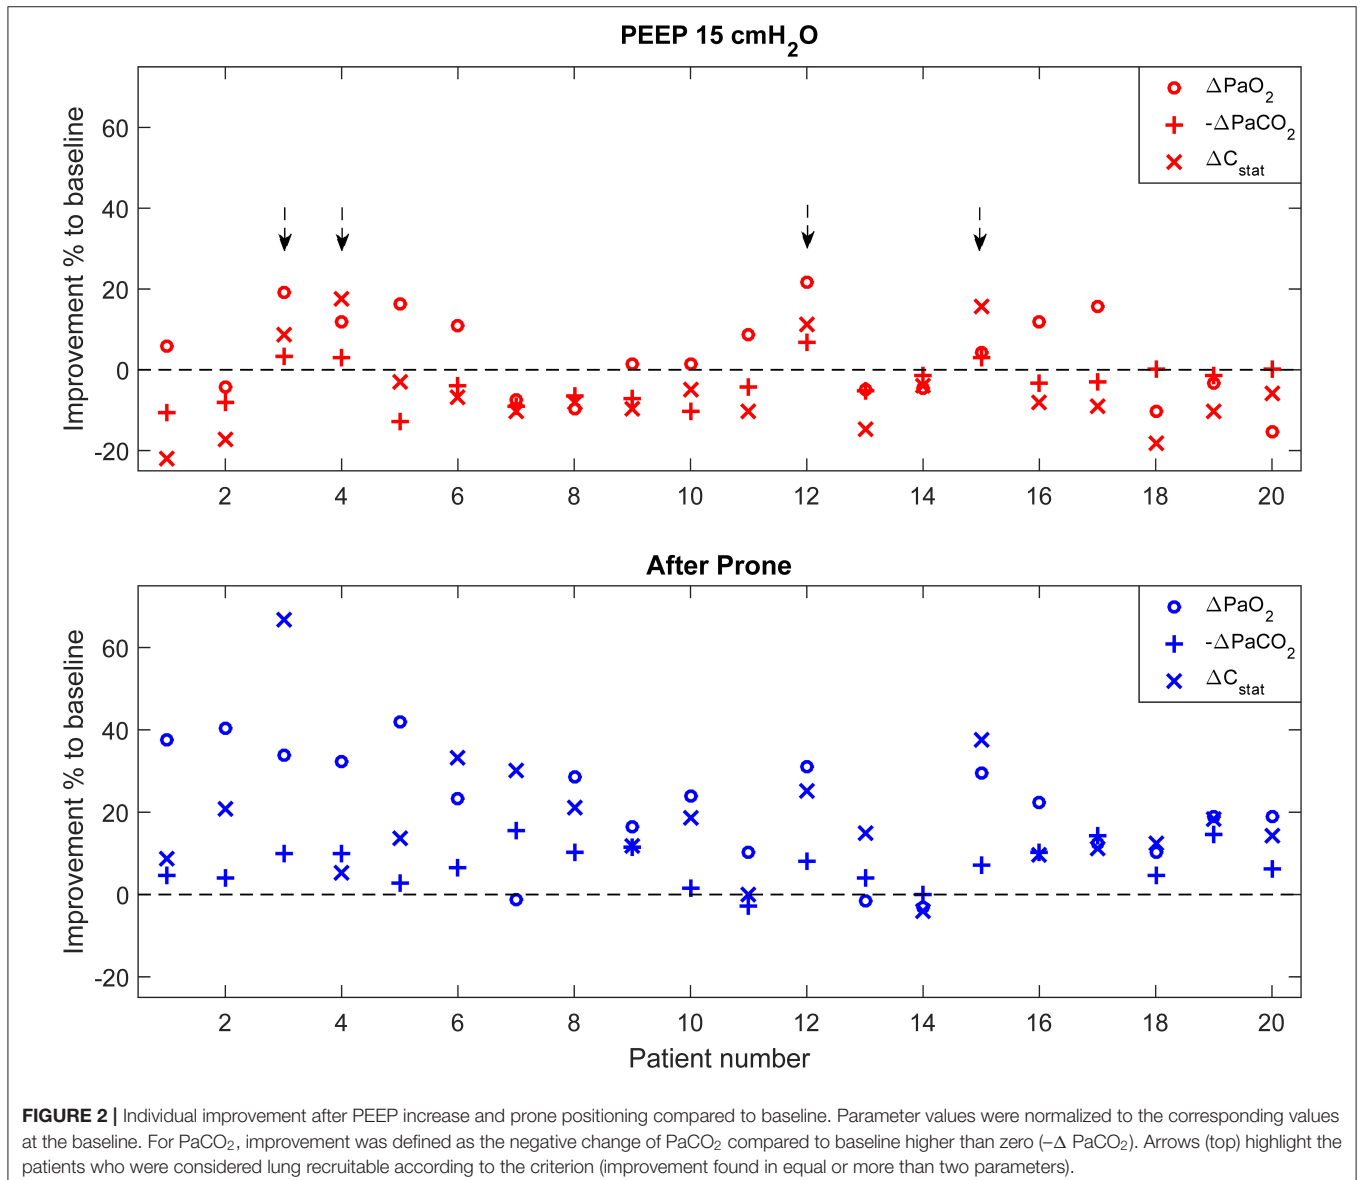 PEEP 15 cmH2O
Improvement % to baseline
60
40
20
0
-20
ΔPaO2
-ΔPaCO2
ΔCstat
2 4 6 8 10 12 14 16 18 20
After Prone
Improvement % to baseline
60
40
20
0
-20
ΔPaO2
-ΔPaCO2
ΔCstat
2 4 6 8 10 12 14 16 18 20
Patient number
FIGURE 2 | Individual improvement after PEEP increase and prone positioning compared to baseline. Parameter values were normalized to the corresponding values
at the baseline. For PaCO2, improvement was defined as the negative change of PaCO2 compared to baseline higher than zero (–Δ PaCO2). Arrows (top) highlight the
patients who were considered lung recruitable according to the criterion (improvement found in equal or more than two parameters).